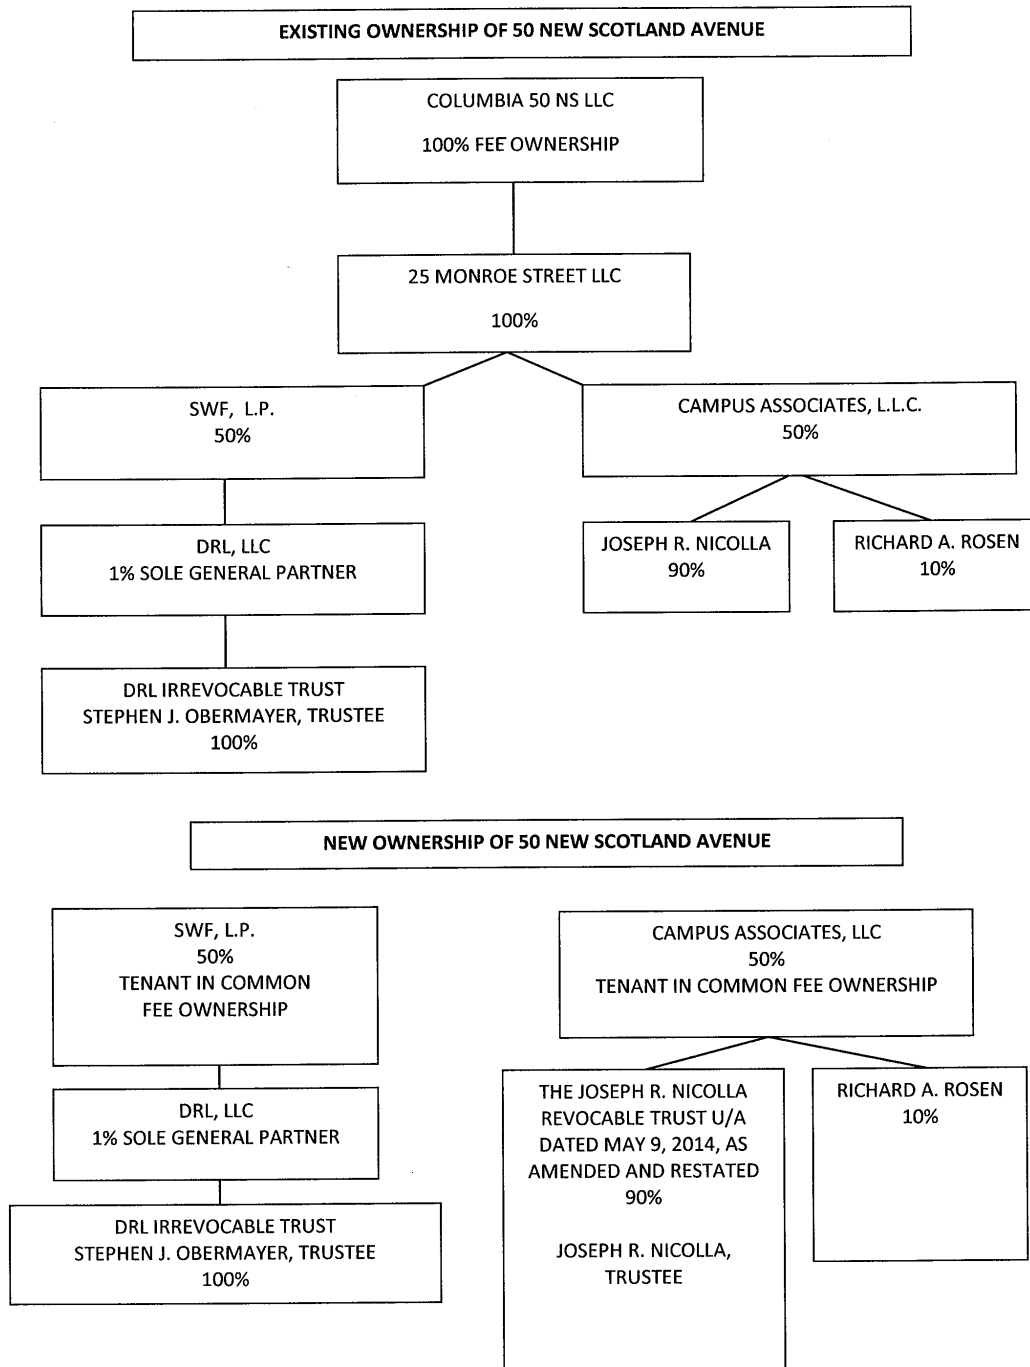 EXISTING OWNERSHIP OF 50 NEW SCOTLAND AVENUE
COLUMBIA 50 NS LLC
100% FEE OWNERSHIP
25 MONROE STREET LLC
100%
SWF, L.P.
50%
CAMPUS ASSOCIATES, L.L.C.
50%
DRL, LLC
1% SOLE GENERAL PARTNER
JOSEPH R. NICOLLA
90%
RICHARD A. ROSEN
10%
DRL IRREVOCABLE TRUST
STEPHEN J. OBERMAYER, TRUSTEE
100%
NEW OWNERSHIP OF 50 NEW SCOTLAND AVENUE
SWF, L.P.
50%
TENANT IN COMMON
FEE OWNERSHIP
CAMPUS ASSOCIATES, LLC
50%
TENANT IN COMMON FEE OWNERSHIP
DRL, LLC
1% SOLE GENERAL PARTNER
DRL IRREVOCABLE TRUST
STEPHEN J. OBERMAYER, TRUSTEE
100%
THE JOSEPH R. NICOLLA
REVOCABLE TRUST U/A
DATED MAY 9, 2014, AS
AMENDED AND RESTATED
90%
JOSEPH R. NICOLLA,
TRUSTEE
RICHARD A. ROSEN
10%